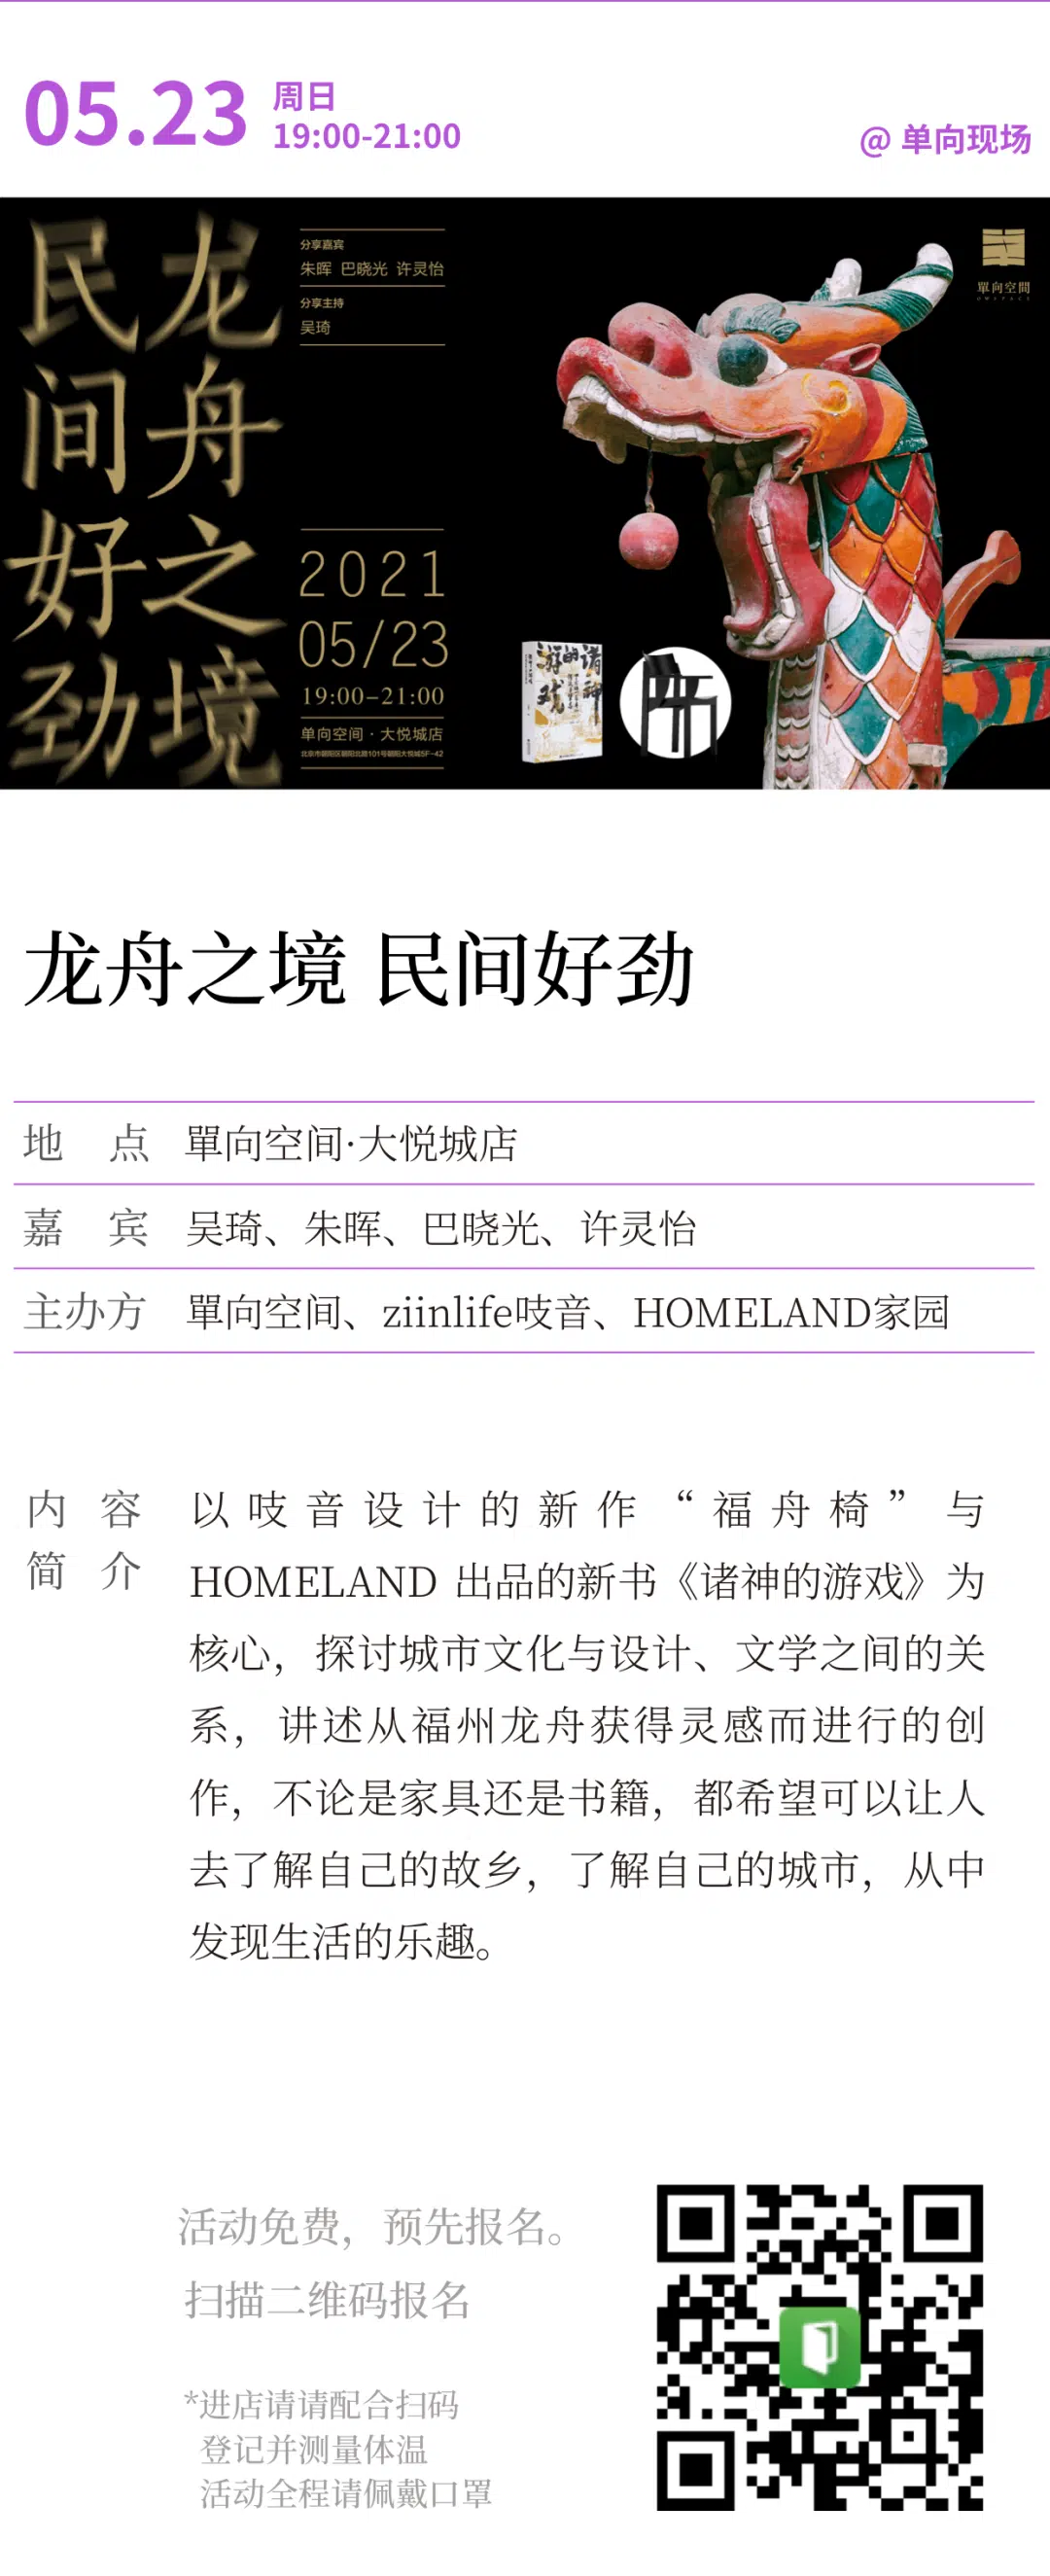 05.23
周日
19:00-21:00
@ 单向现场
龙舟之境
民间好劲
分享嘉宾
朱晖 巴晓光 许灵怡
分享主持
吴琦
2021
05/23
19:00-21:00
单向空间 · 大悦城店
北京市朝阳区朝阳北路101号朝阳大悦城5F-42
單向空間
OWSPACE
诸神的游戏
龙舟之境 民间好劲
地 点 單向空间·大悦城店
嘉 宾 吴琦、朱晖、巴晓光、许灵怡
主办方 單向空间、ziinlife吱音、HOMELAND家园
内 容
简 介
以吱音设计的新作“福舟椅”与
HOMELAND 出品的新书《诸神的游戏》为
核心，探讨城市文化与设计、文学之间的关
系，讲述从福州龙舟获得灵感而进行的创
作，不论是家具还是书籍，都希望可以让人
去了解自己的故乡，了解自己的城市，从中
发现生活的乐趣。
活动免费，预先报名。
扫描二维码报名
*进店请请配合扫码
登记并测量体温
活动全程请佩戴口罩